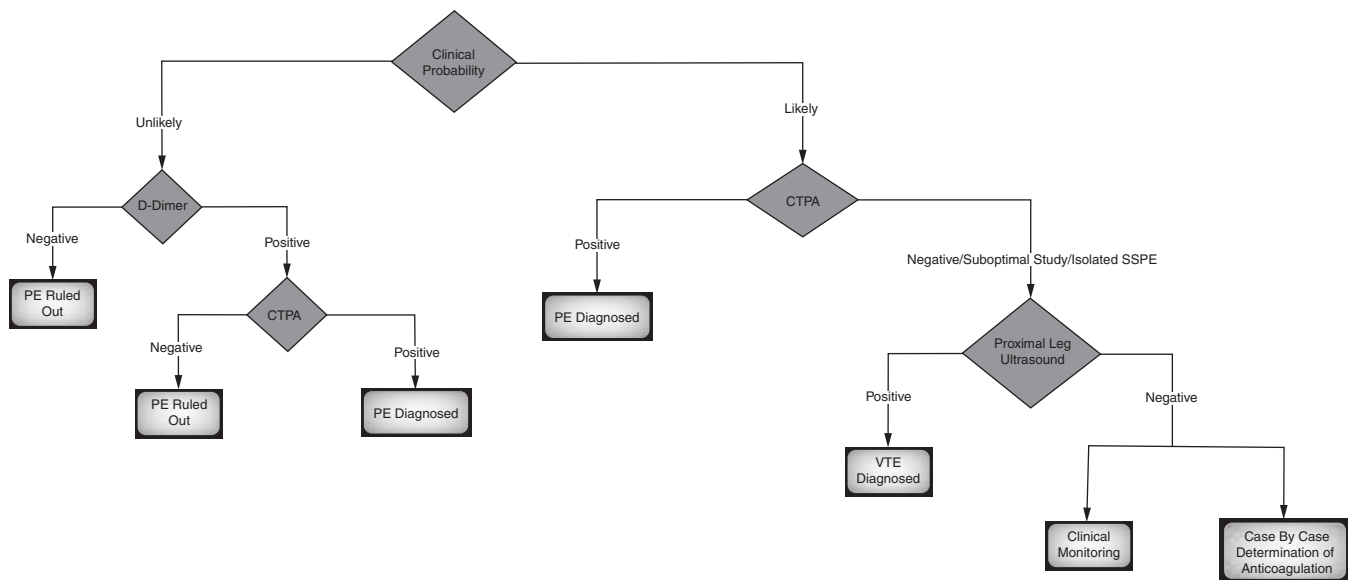 Clinical
Probability
Unlikely
Likely
D-Dimer
Negative
Positive
PE Ruled
Out
CTPA
Negative
Positive
PE Ruled
Out
PE Diagnosed
CTPA
Positive
Negative/Suboptimal Study/Isolated SSPE
PE Diagnosed
Proximal Leg
Ultrasound
Positive
Negative
VTE
Diagnosed
Clinical
Monitoring
Case By Case
Determination of
Anticoagulation